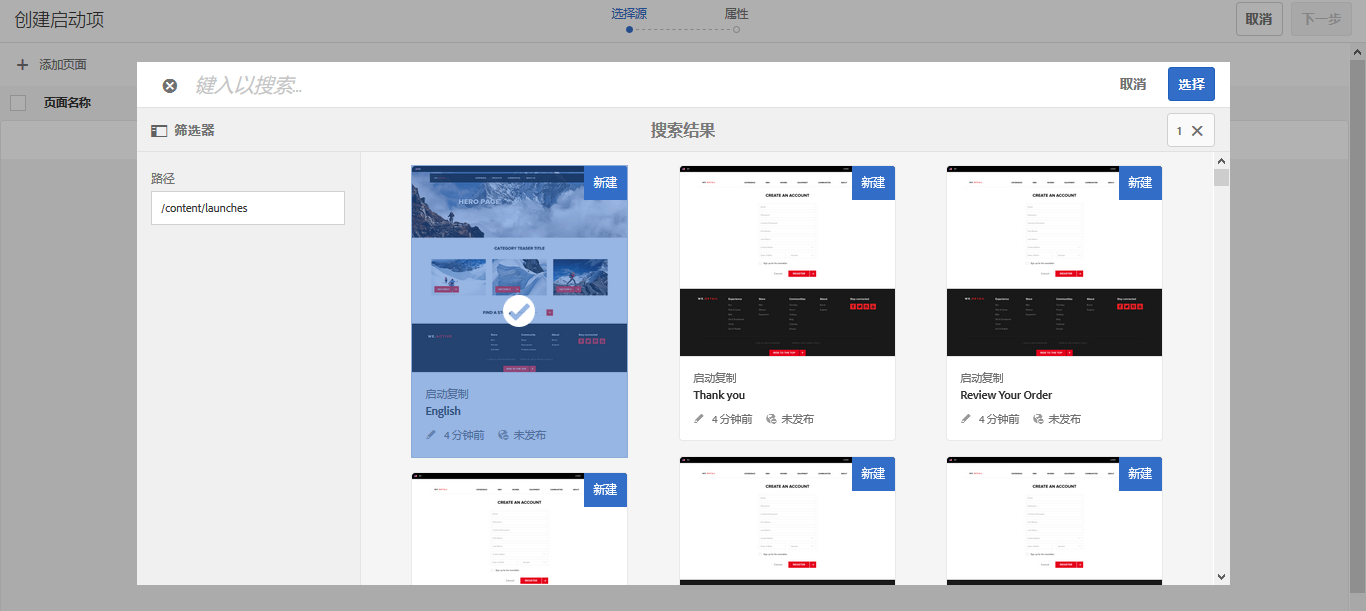 创建启动项
选择源
属性
取消
下一步
添加页面
页面名称
键入以搜索...
取消
选择
筛选器
搜索结果
1
路径
/content/launches
新建
HERO PAGE
CATEGORY TEASER TITLE
启动复制
English
4 分钟前
未发布
新建
CREATE AN ACCOUNT
启动复制
Thank you
4 分钟前
未发布
新建
CREATE AN ACCOUNT
启动复制
Review Your Order
4 分钟前
未发布
新建
CREATE AN ACCOUNT
新建
CREATE AN ACCOUNT
新建
CREATE AN ACCOUNT